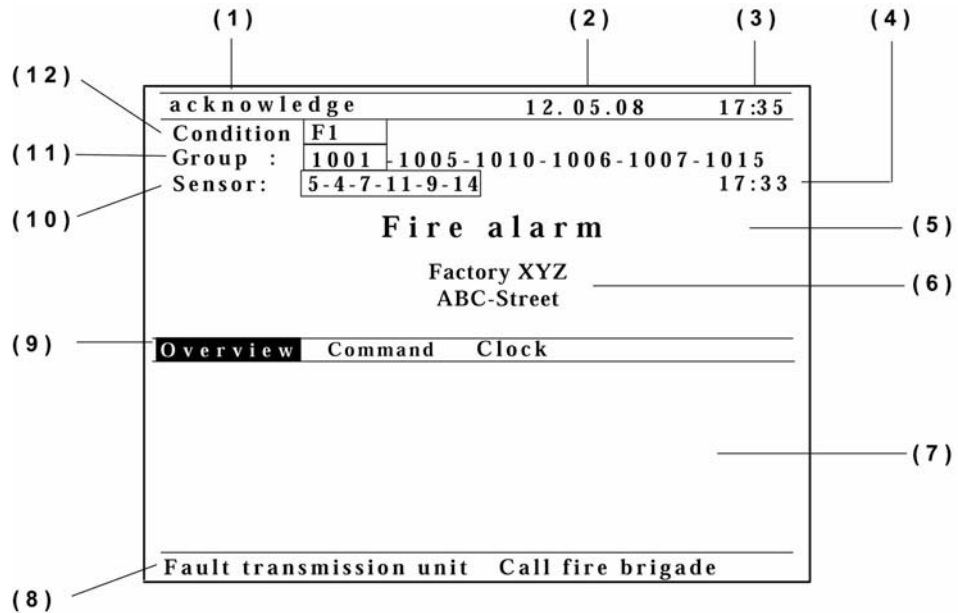 (1) (2) (3) (4)
(12)
acknowledge 12.05.08 17:35
Condition F1
(11) Group : 1001 -1005-1010-1006-1007-1015
Sensor: 5-4-7-11-9-14 17:33
(10) Fire alarm (5)
Factory XYZ (6)
ABC-Street
(9) Overview Command Clock
(7)
Fault transmission unit Call fire brigade
(8)